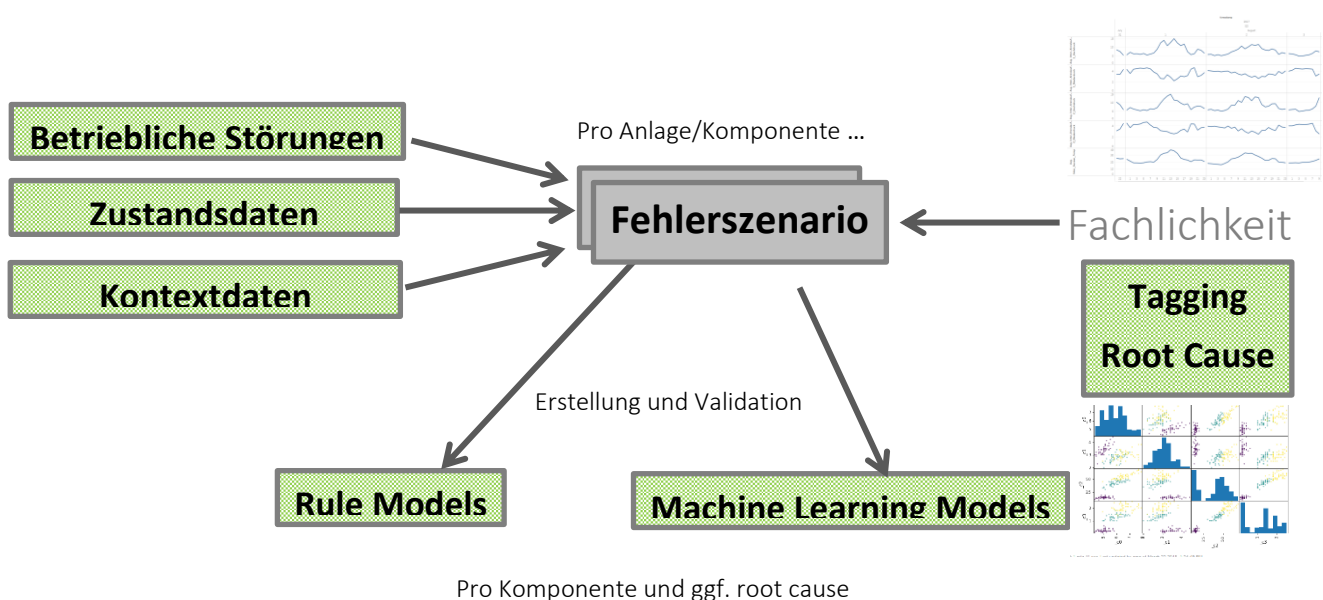 Betriebliche Störungen
Zustandsdaten
Kontextdaten
Pro Anlage/Komponente ...
Fehlerszenario
Fachlichkeit
Tagging
Root Cause
Erstellung und Validation
Rule Models
Machine Learning Models
Pro Komponente und ggf. root cause